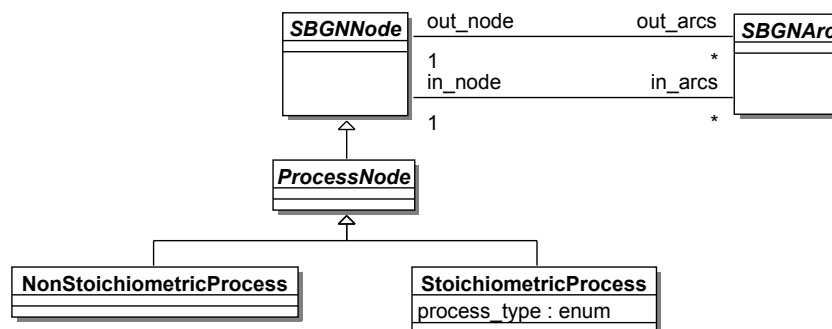 SBGNNode out_node out_arcs SBGNArc
1 *
in_node in_arcs
1 *
ProcessNode
NonStoichiometricProcess StoichiometricProcess
process_type : enum